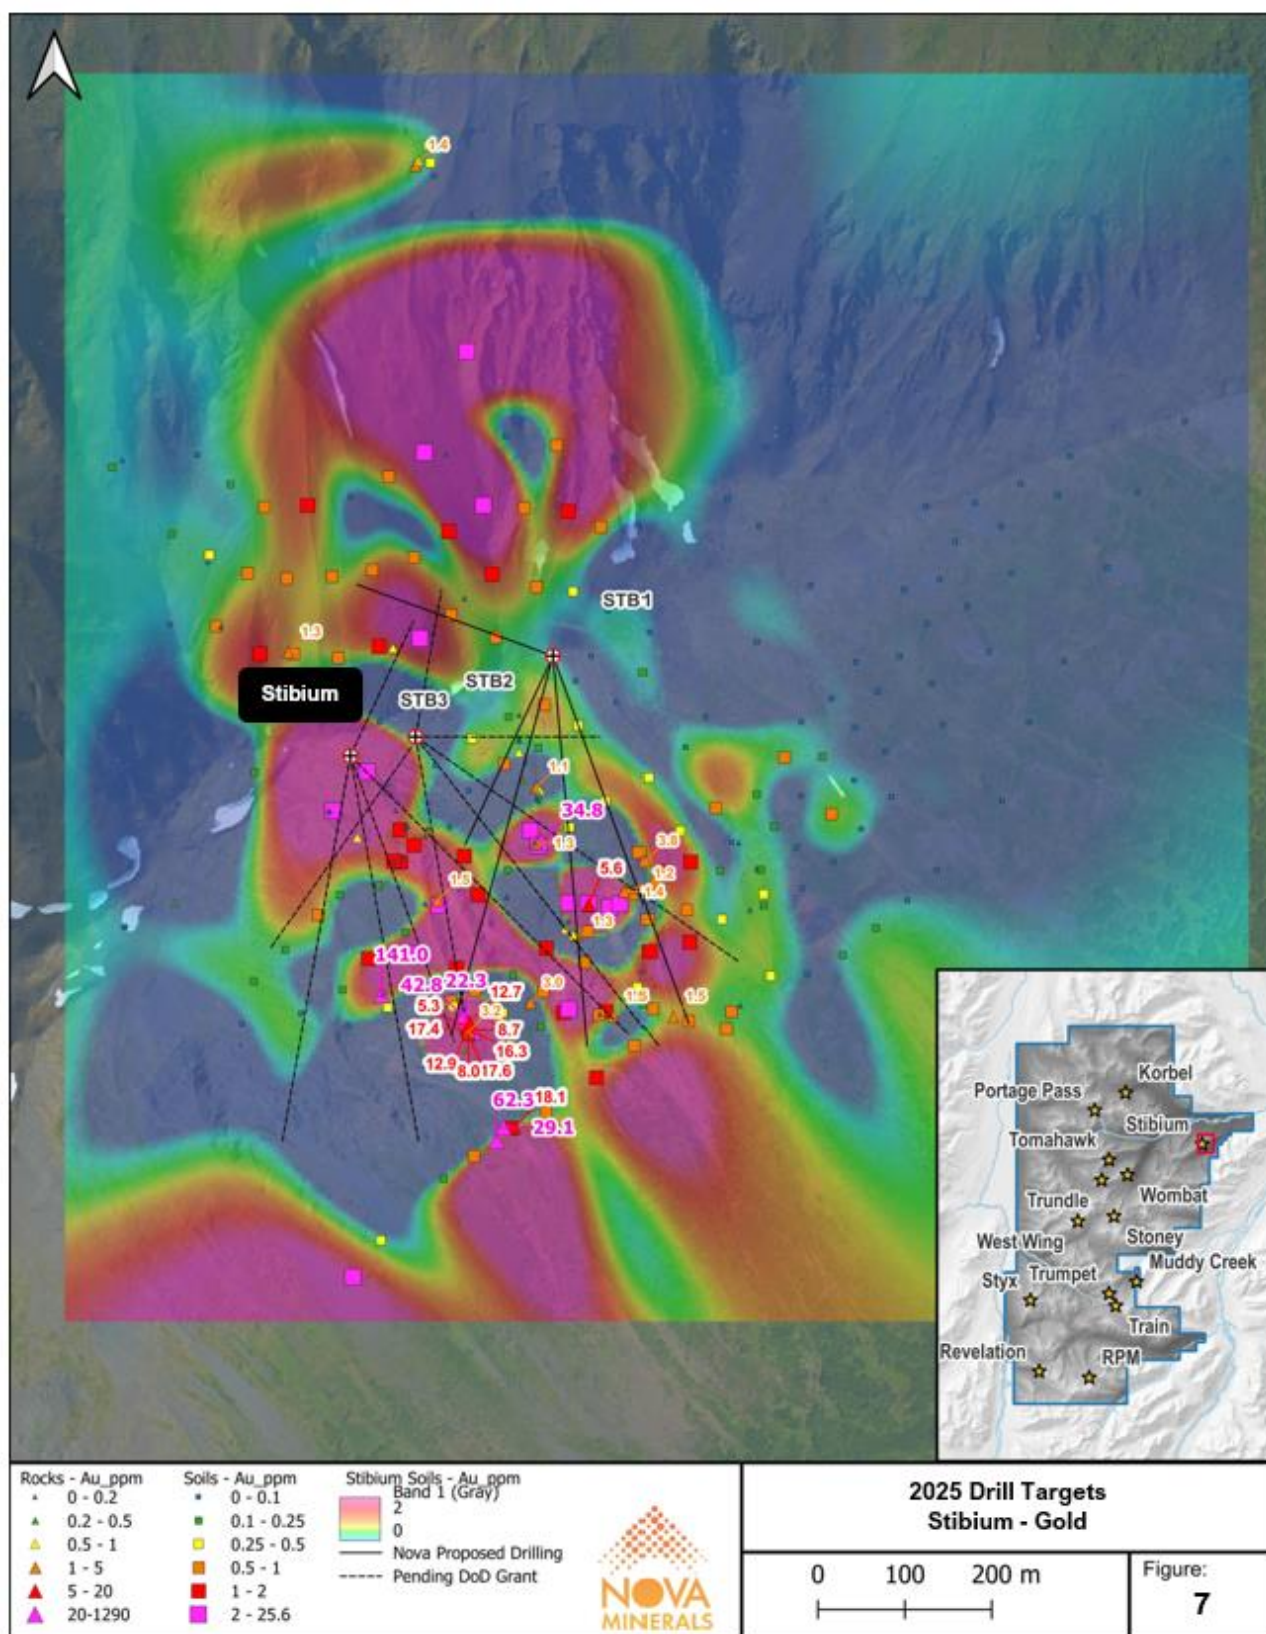 1.4
STB1
1.3
Stibium
STB2
STB3
1.1
34.8
1.3
3.8
5.6
1.2
1.5
1.4
1.3
141.0
42.8
22.3
12.7
3.0
1.5
1.5
5.3
3.2
17.4
8.7
16.3
12.9
8.0
17.6
62.3
18.1
29.1
Korbel
Portage Pass
Stibium
Tomahawk
Wombat
Trundle
Stoney
West Wing
Muddy Creek
Styx
Trumpet
Train
Revelation
RPM
Rocks - Au_ppm
0 - 0.2
0.2 - 0.5
0.5 - 1
1 - 5
5 - 20
20-1290
Soils - Au_ppm
0 - 0.1
0.1 - 0.25
0.25 - 0.5
0.5 - 1
1 - 2
2 - 25.6
Stibium Soils - Au_ppm
Band 1 (Gray)
2
0
Nova Proposed Drilling
Pending DoD Grant
NOVA
MINERALS
2025 Drill Targets
Stibium - Gold
0 100 200 m
Figure:
7